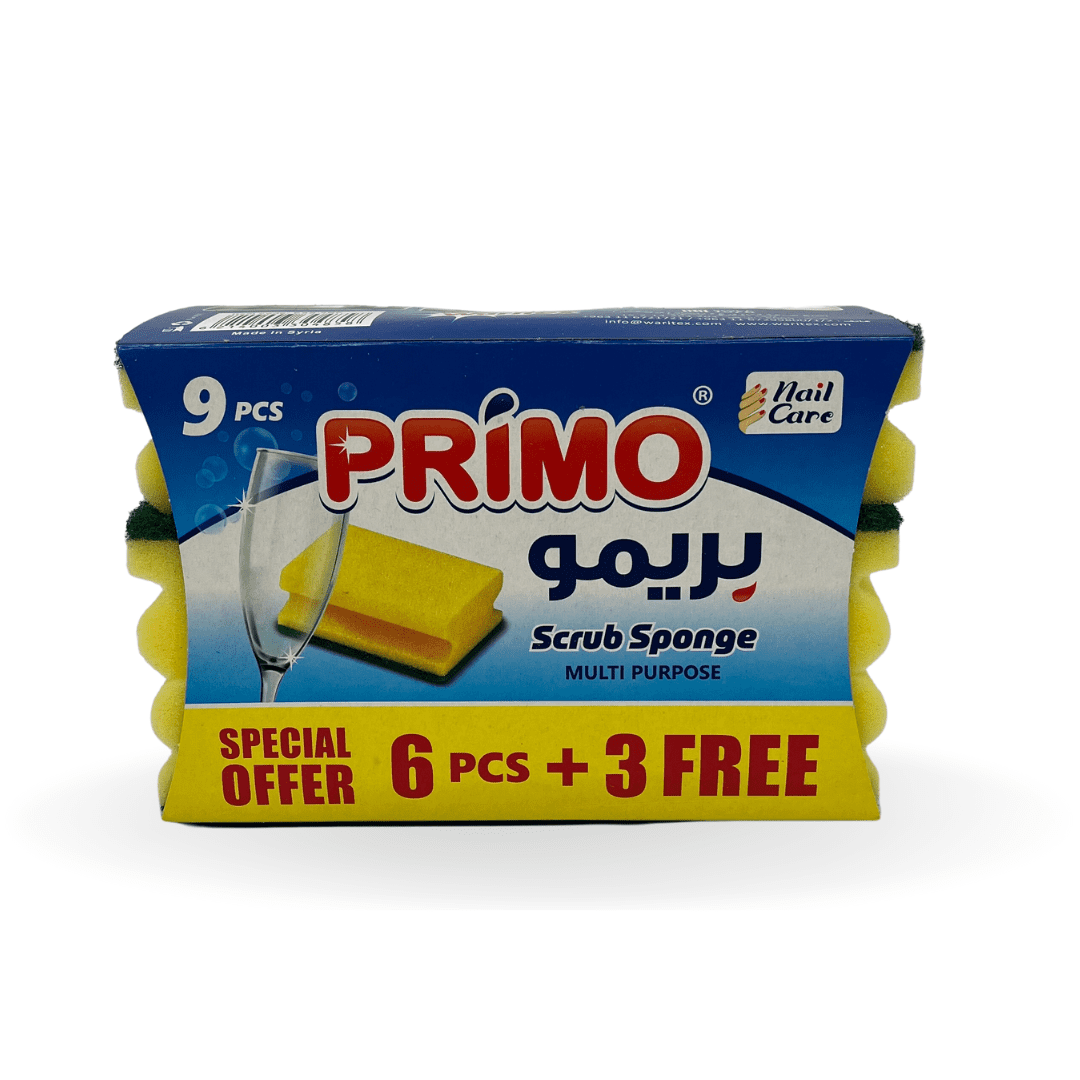 Made in Syria
info@waritex.com - www.waritex.com
9 PCS
PRIMO ®
Nail
Care
بريمو
Scrub Sponge
MULTI PURPOSE
SPECIAL
OFFER
6 PCS + 3 FREE